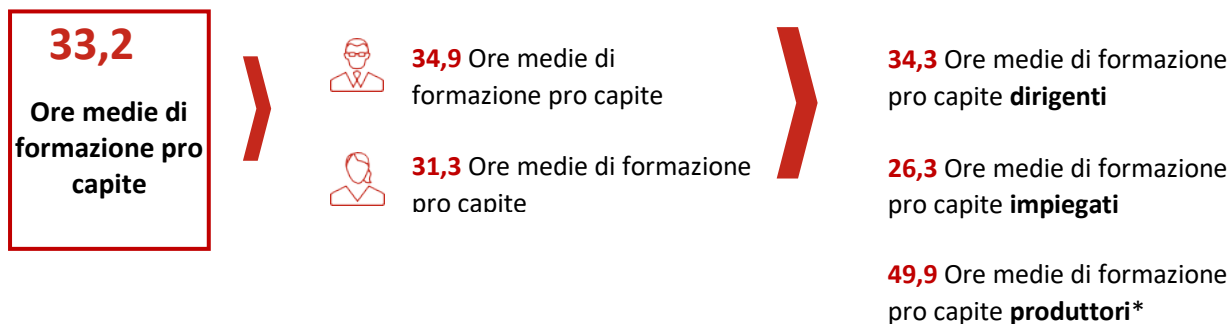 33,2
Ore medie di
formazione pro
capite
34,9 Ore medie di
formazione pro capite
31,3 Ore medie di formazione
pro capite
34,3 Ore medie di formazione
pro capite dirigenti
26,3 Ore medie di formazione
pro capite impiegati
49,9 Ore medie di formazione
pro capite produttori*